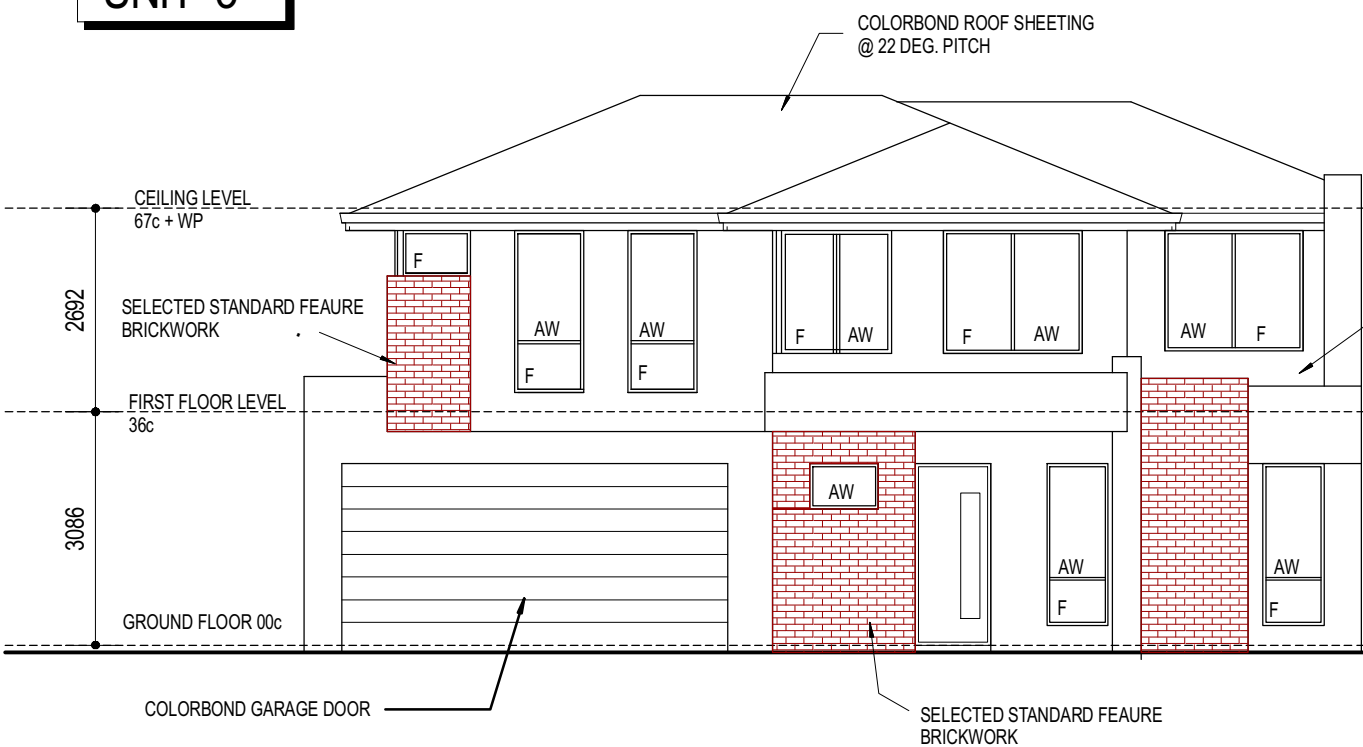 COLORBOND ROOF SHEETING
@ 22 DEG. PITCH
CEILING LEVEL
67c + WP
2692
SELECTED STANDARD FEAURE
BRICKWORK
FIRST FLOOR LEVEL
36c
3086
GROUND FLOOR 00c
COLORBOND GARAGE DOOR
SELECTED STANDARD FEAURE
BRICKWORK
F
AW
F
AW
F
F
AW
F
AW
AW
F
AW
AW
F
AW
F